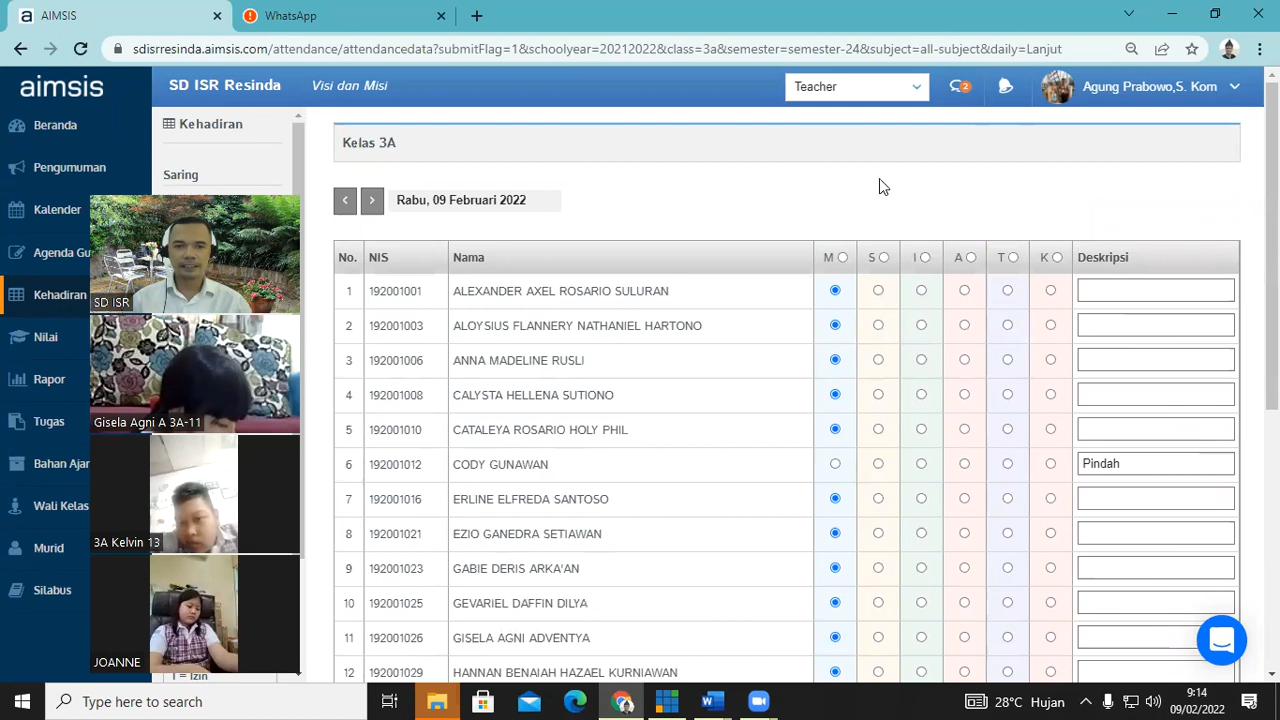 AIMSIS
WhatsApp
sdisrresinda.aimsis.com/attendance/attendancedata?submitFlag=1&schoolyear=20212022&class=3a&semester=semester-24&subject=all-subject&daily=Lanjut
aimsis
SD ISR Resinda
Visi dan Misi
Teacher
2
Agung Prabowo,S. Kom
Beranda
Pengumuman
Kalender
Agenda Gu
Kehadiran
Nilai
Rapor
Tugas
Bahan Ajar
Wali Kelas
Murid
Silabus
Kehadiran
Saring
I = Izin
SD ISR
Gisela Agni A 3A-11
3A Kelvin 13
JOANNE
Kelas 3A
Rabu, 09 Februari 2022
No. NIS Nama M S I A T K Deskripsi
1 192001001 ALEXANDER AXEL ROSARIO SULURAN
2 192001003 ALOYSIUS FLANNERY NATHANIEL HARTONO
3 192001006 ANNA MADELINE RUSLI
4 192001008 CALYSTA HELLENA SUTIONO
5 192001010 CATALEYA ROSARIO HOLY PHIL
6 192001012 CODY GUNAWAN Pindah
7 192001016 ERLINE ELFREDA SANTOSO
8 192001021 EZIO GANEDRA SETIAWAN
9 192001023 GABIE DERIS ARKA'AN
10 192001025 GEVARIEL DAFFIN DILYA
11 192001026 GISELA AGNI ADVENTYA
12 192001029 HANNAN BENAIAH HAZAEL KURNIAWAN
Type here to search
28°C Hujan
9:14
09/02/2022